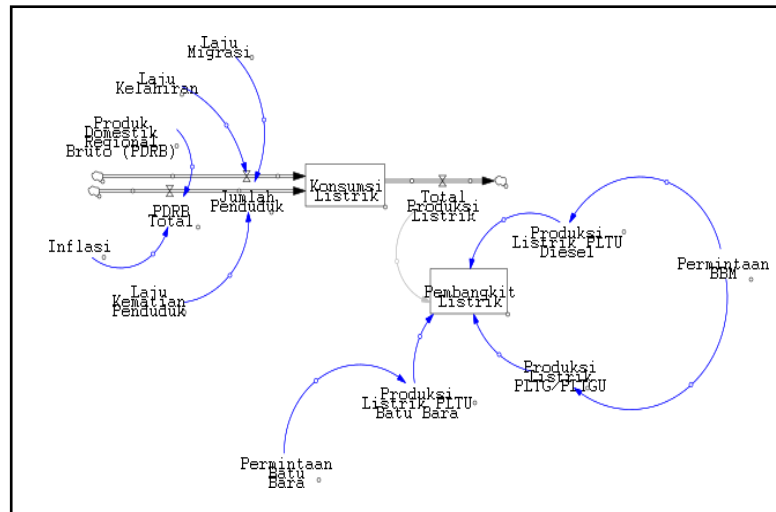 Laju
Migrasi
Laju
Kelahiran
Produk
Domestik
Regional
Bruto (PDRB)
Konsumsi
Listrik
Jumlah
Penduduk
PDRB
Total
Total
Produksi
Listrik
Inflasi
Laju
Kematian
Penduduk
Produksi
Listrik PLTU
Diesel
Permintaan
BBM
Pembangkit
Listrik
Produksi
Listrik
PLTG/PLTGU
Produksi
Listrik PLTU
Batu Bara
Permintaan
Batu
Bara